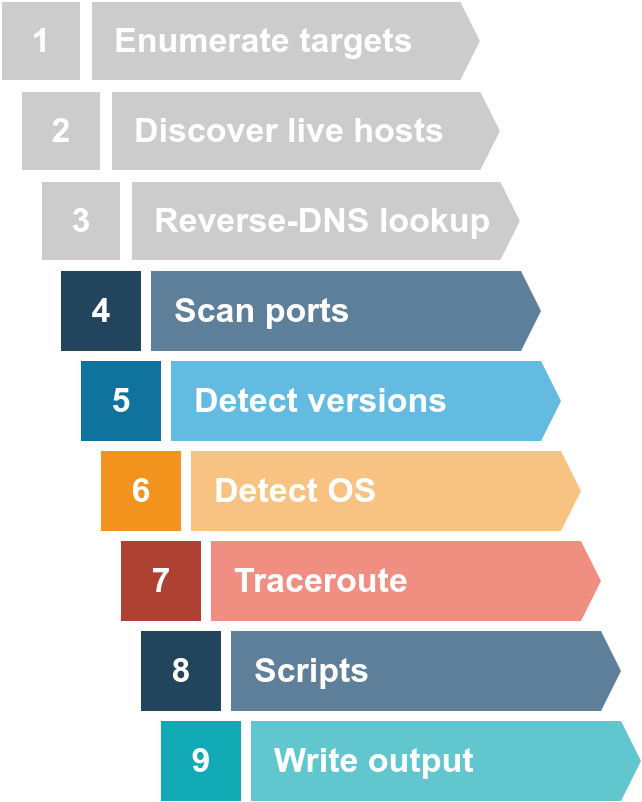 1 Enumerate targets
2 Discover live hosts
3 Reverse-DNS lookup
4 Scan ports
5 Detect versions
6 Detect OS
7 Traceroute
8 Scripts
9 Write output